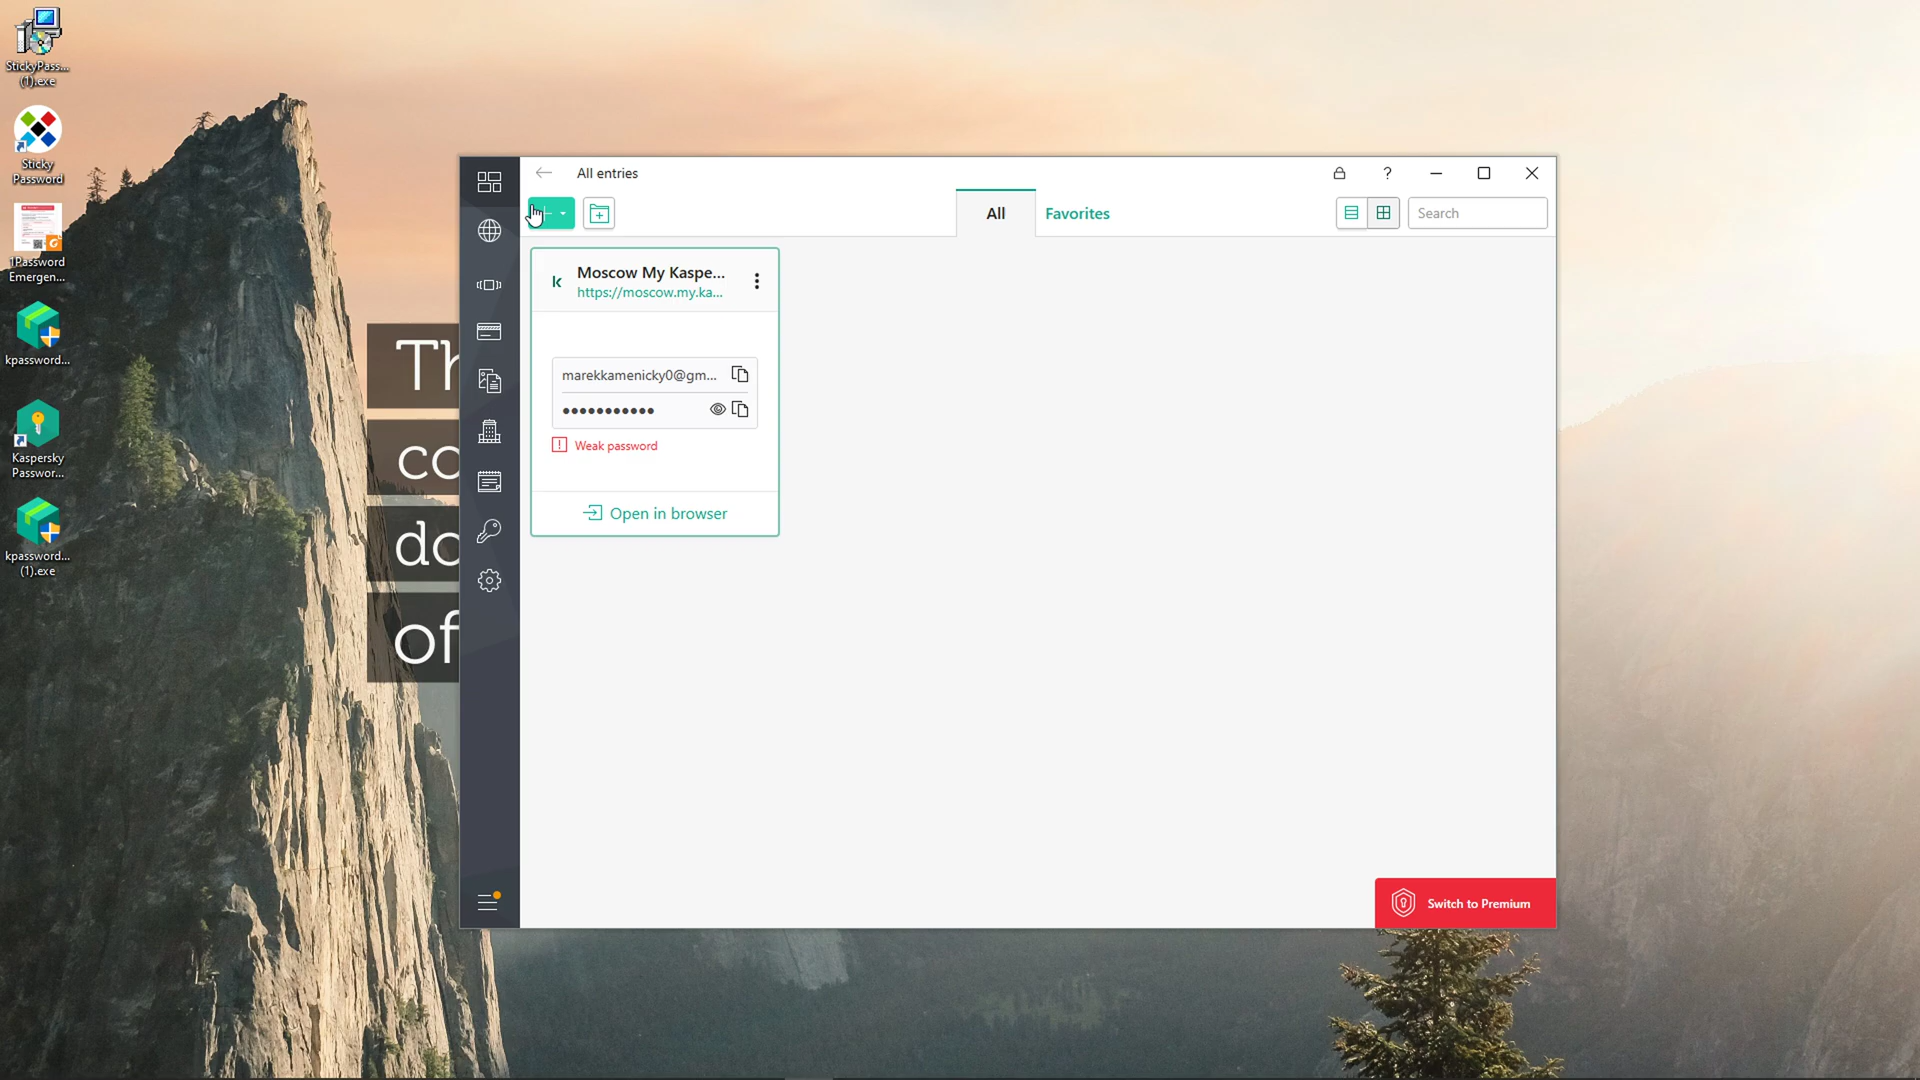 StickyPass...
(1).exe
Sticky
Password
1Password
Emergen...
kpassword...
Kaspersky
Passwor...
kpassword...
(1).exe
Th
co
do
of
All entries
?
All
Favorites
Search
Moscow My Kaspe...
https://moscow.my.ka...
marekkamenicky0@gm...
•••••••••••
Weak password
Open in browser
Switch to Premium